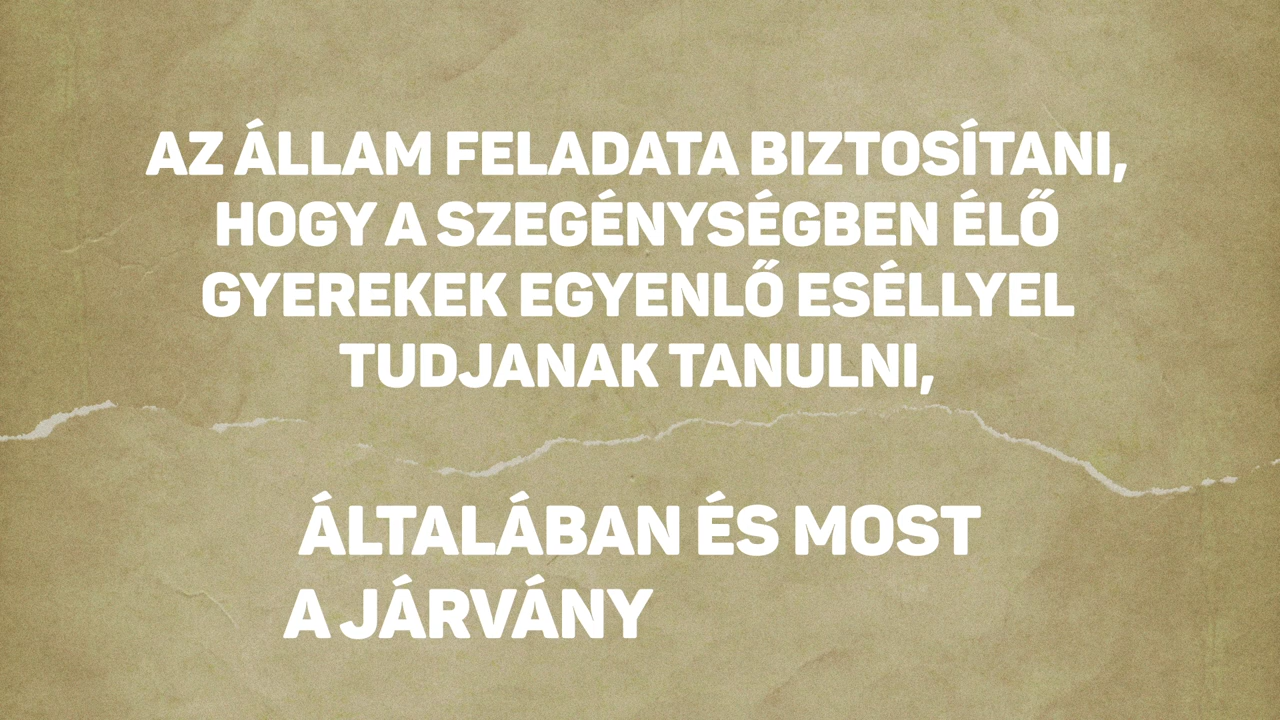 AZ ÁLLAM FELADATA BIZTOSÍTANI,
HOGY A SZEGÉNYSÉGBEN ÉLŐ
GYEREKEK EGYENLŐ ESÉLLYEL
TUDJANAK TANULNI,
ÁLTALÁBAN ÉS MOST
A JÁRVÁNY